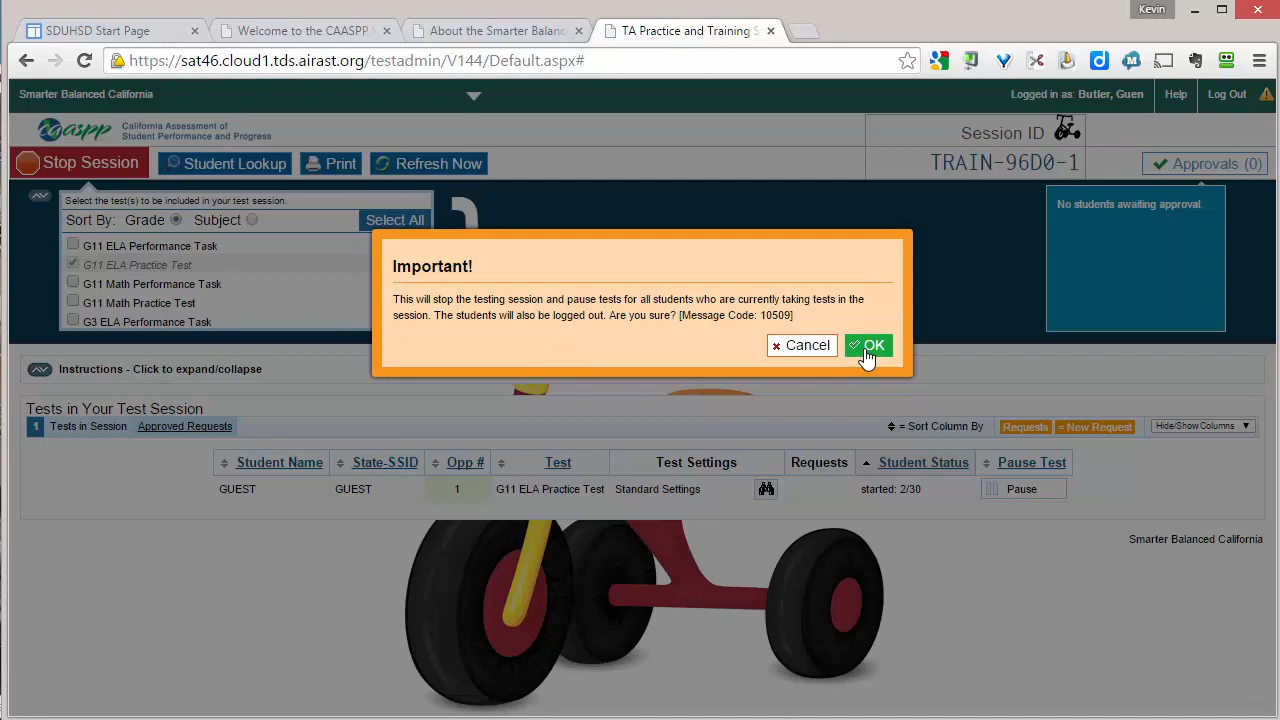 Kevin
SDUHSD Start Page
Welcome to the CAASPP
About the Smarter Balanc
TA Practice and Training S
https://sat46.cloud1.tds.airast.org/testadmin/V144/Default.aspx#
Smarter Balanced California
Logged in as: Butler, Guen
Help
Log Out
caaspp
California Assessment of
Student Performance and Progress
Session ID
TRAIN-96D0-1
Stop Session
Student Lookup
Print
Refresh Now
Approvals (0)
Select the test(s) to be included in your test session.
Sort By: Grade Subject
Select All
G11 ELA Performance Task
G11 ELA Practice Test
G11 Math Performance Task
G11 Math Practice Test
G3 ELA Performance Task
No students awaiting approval.
Important!
This will stop the testing session and pause tests for all students who are currently taking tests in the
session. The students will also be logged out. Are you sure? [Message Code: 10509]
Cancel
OK
Instructions - Click to expand/collapse
Tests in Your Test Session
1 Tests in Session Approved Requests
= Sort Column By
Requests = New Request
Hide/Show Columns
Student Name State-SSID Opp # Test Test Settings Requests Student Status Pause Test
GUEST GUEST 1 G11 ELA Practice Test Standard Settings started: 2/30 Pause
Smarter Balanced California